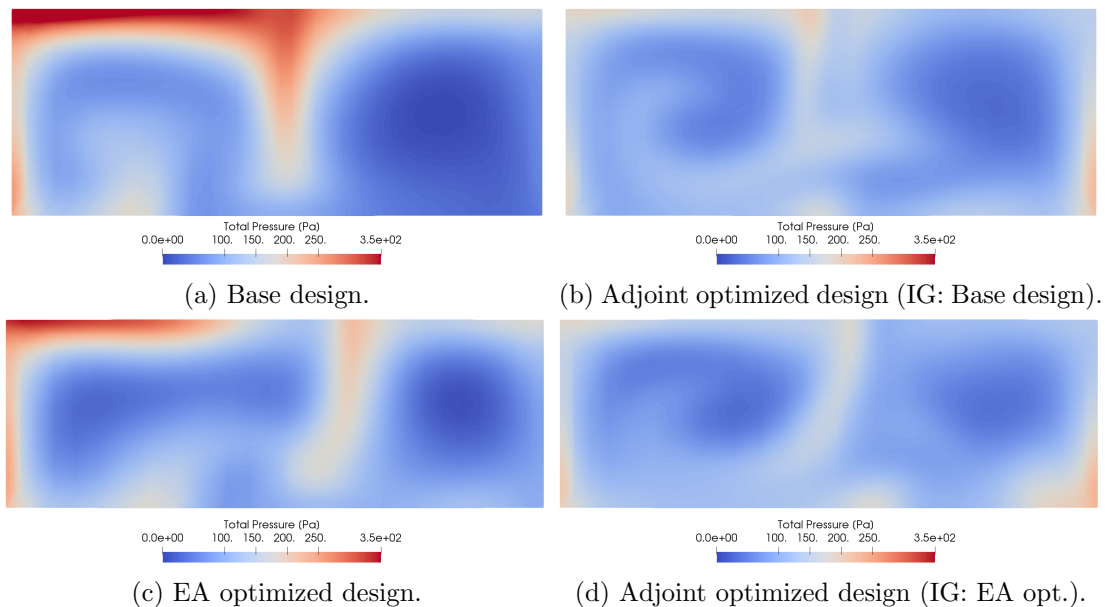 Total Pressure (Pa)
0.0e+00 100. 150. 200. 250. 3.5e+02
Total Pressure (Pa)
0.0e+00 100. 150. 200. 250. 3.5e+02
(a) Base design.
(b) Adjoint optimized design (IG: Base design).
Total Pressure (Pa)
0.0e+00 100. 150. 200. 250. 3.5e+02
Total Pressure (Pa)
0.0e+00 100. 150. 200. 250. 3.5e+02
(c) EA optimized design.
(d) Adjoint optimized design (IG: EA opt.).